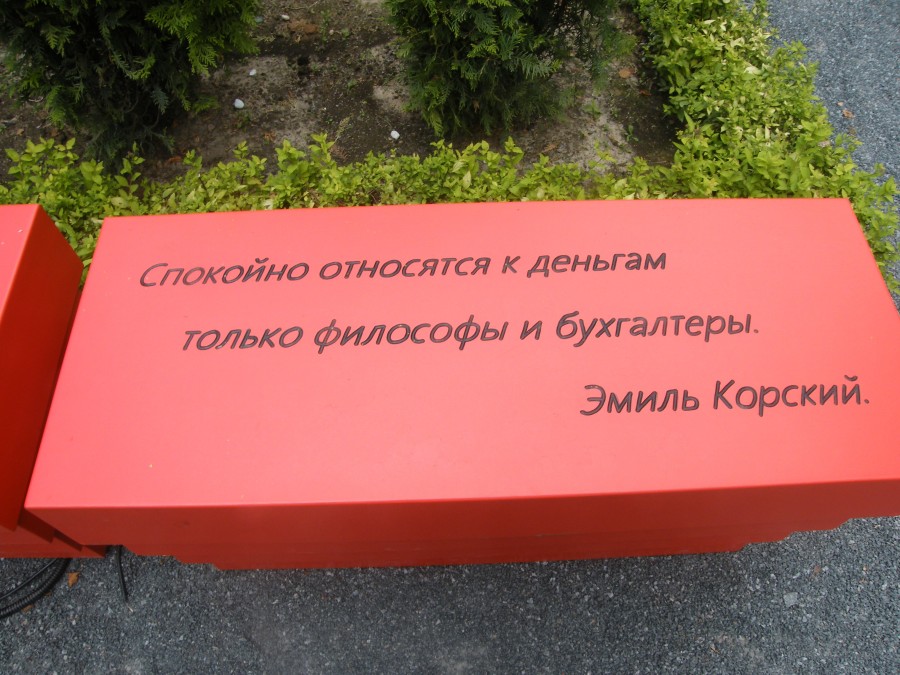 Спокойно относятся к деньгам
только философы и бухгалтеры.
Эмиль Корский.